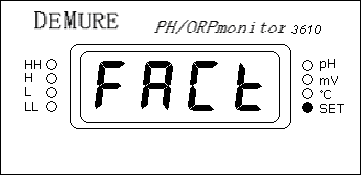 DEMURE
PH/ORPmonitor 3610
HH
H
L
LL
FACt
pH
mV
℃
SET